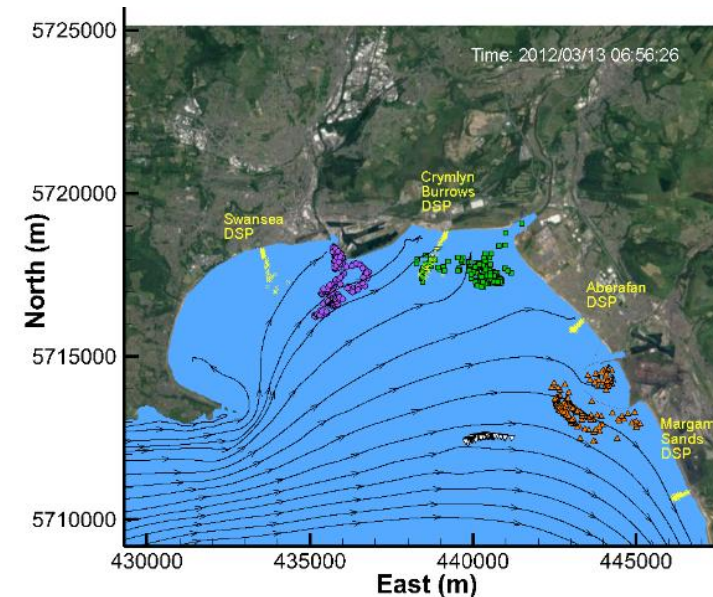 5725000
Time: 2012/03/13 06:56:26
5720000
Crymlyn
Burrows
DSP
Swansea
DSP
North (m)
Aberafan
DSP
5715000
Margam
Sands
DSP
5710000
430000 435000 440000 445000
East (m)